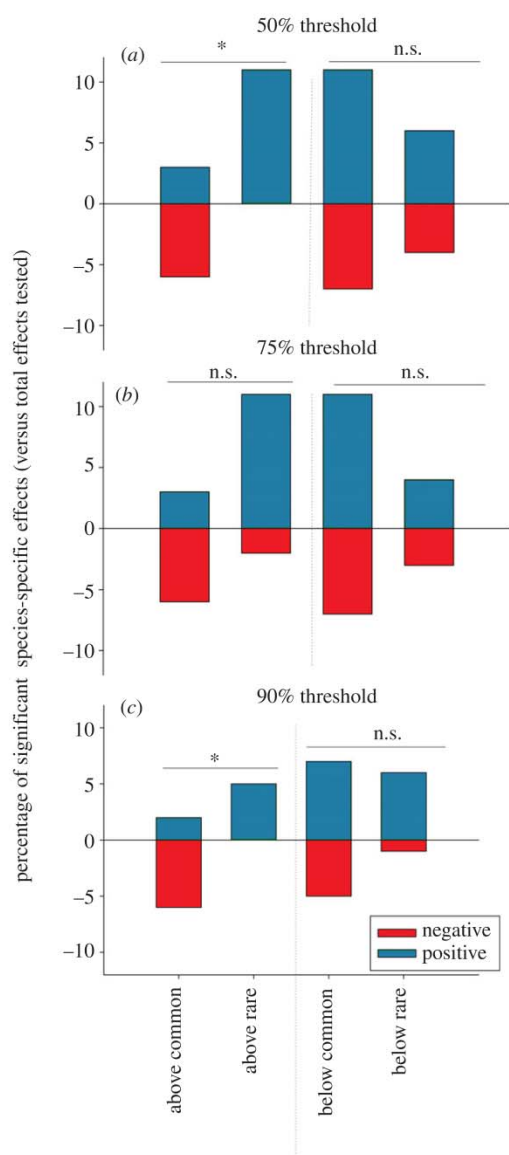 50% threshold
(a)
*
n.s.
10
5
0
–5
–10
75% threshold
(b)
n.s.
n.s.
10
5
0
–5
–10
90% threshold
(c)
*
n.s.
10
5
0
–5
–10
negative
positive
above common
above rare
below common
below rare
percentage of significant species-specific effects (versus total effects tested)